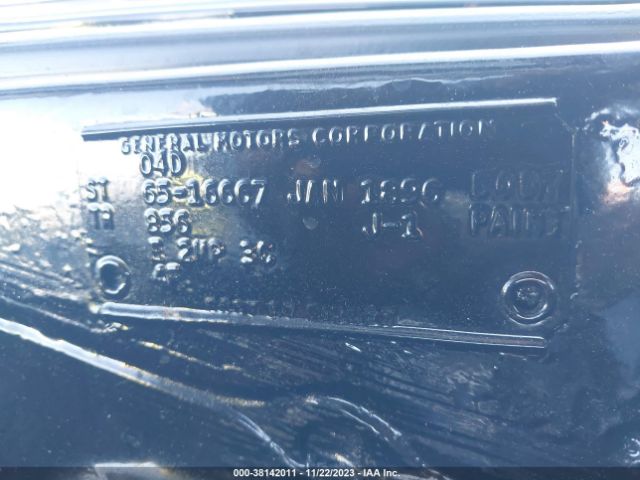 GENERAL MOTORS CORPORATION
04D
ST 65-16667 JAN 1896 BODY
TR 856 J-1 PAINT
000-38142011 - 11/22/2023 - IAA Inc.